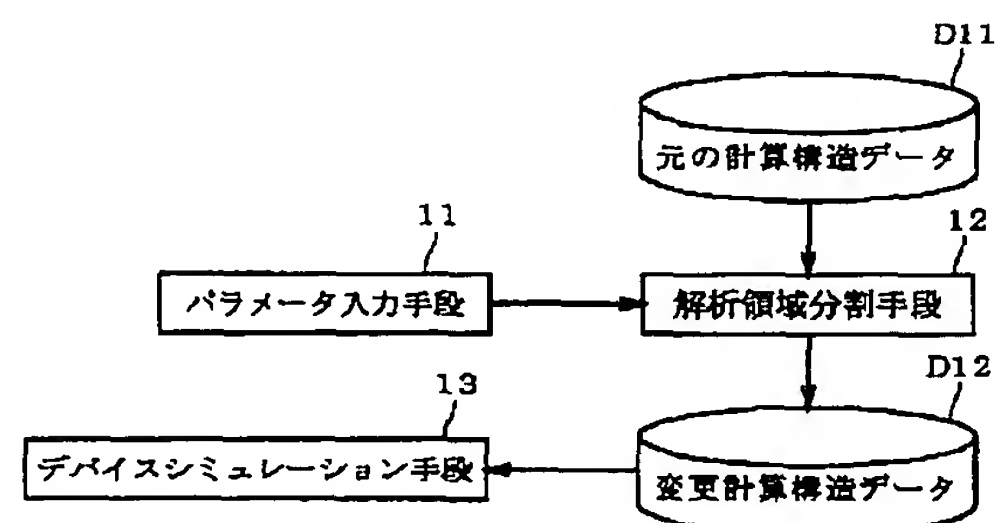 D11
元の計算構造データ
11
12
パラメータ入力手段
解析領域分割手段
13
D12
デバイスシミュレーション手段
変更計算構造データ